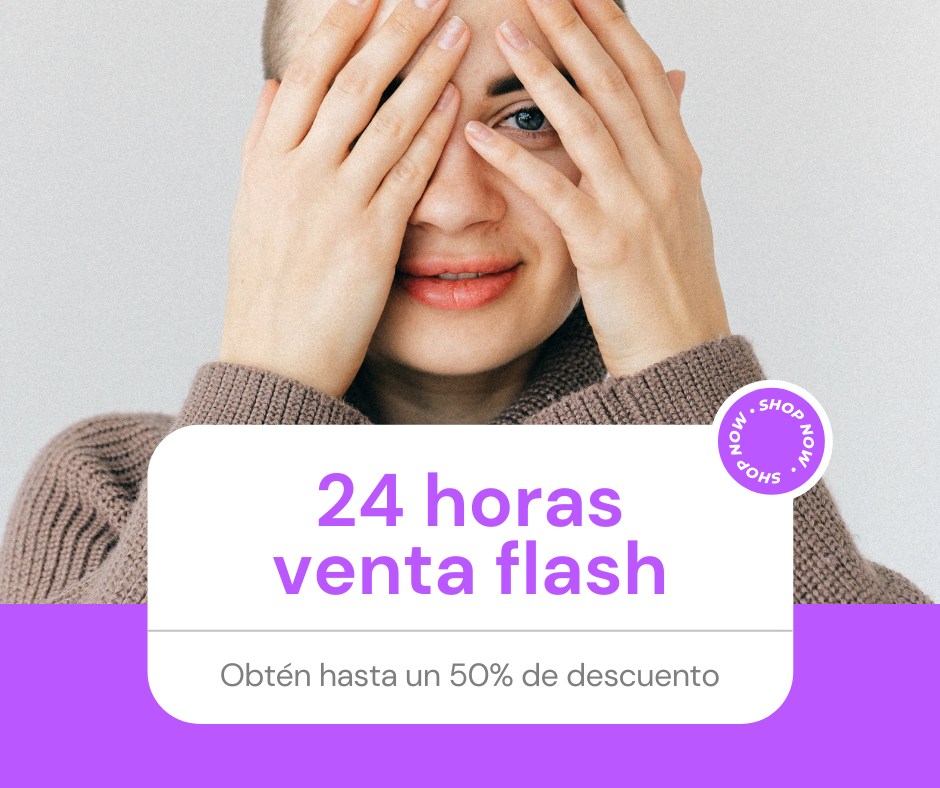 SHOP NOW • SHOP NOW •
24 horas
venta flash
Obtén hasta un 50% de descuento